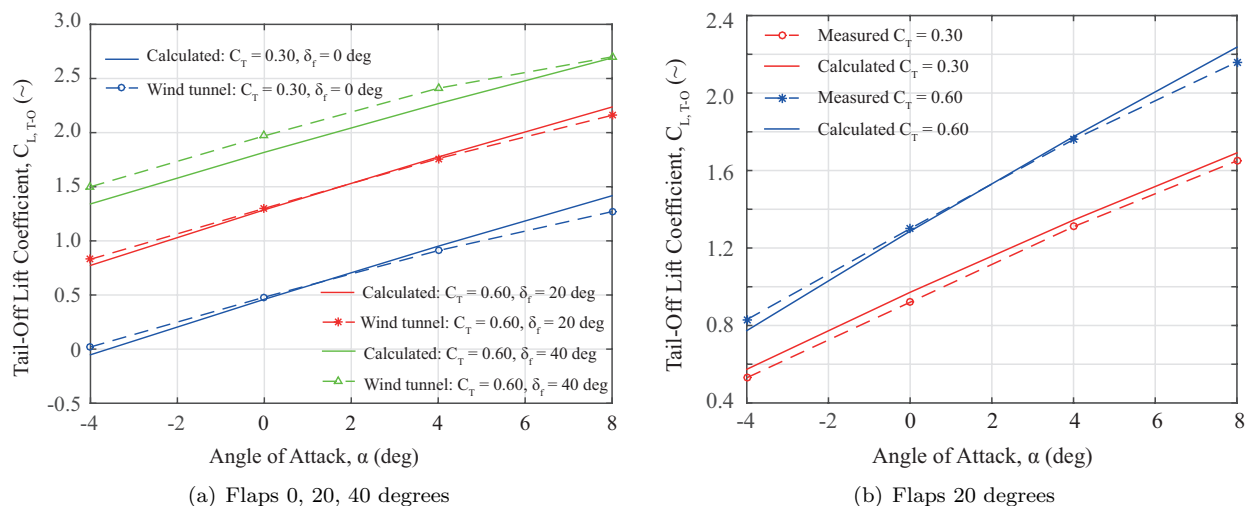 3.0
2.5
2.0
1.5
1.0
0.5
0
-0.5
Tail-Off Lift Coefficient, C_L, T-O (~)
Calculated: C_T = 0.30, δ_f = 0 deg
Wind tunnel: C_T = 0.30, δ_f = 0 deg
Calculated: C_T = 0.60, δ_f = 20 deg
Wind tunnel: C_T = 0.60, δ_f = 20 deg
Calculated: C_T = 0.60, δ_f = 40 deg
Wind tunnel: C_T = 0.60, δ_f = 40 deg
-4 -2 0 2 4 6 8
Angle of Attack, α (deg)
(a) Flaps 0, 20, 40 degrees
2.4
2.0
1.6
1.2
0.8
0.4
Tail-Off Lift Coefficient, C_L, T-O (~)
Measured C_T = 0.30
Calculated C_T = 0.30
Measured C_T = 0.60
Calculated C_T = 0.60
-4 -2 0 2 4 6 8
Angle of Attack, α (deg)
(b) Flaps 20 degrees